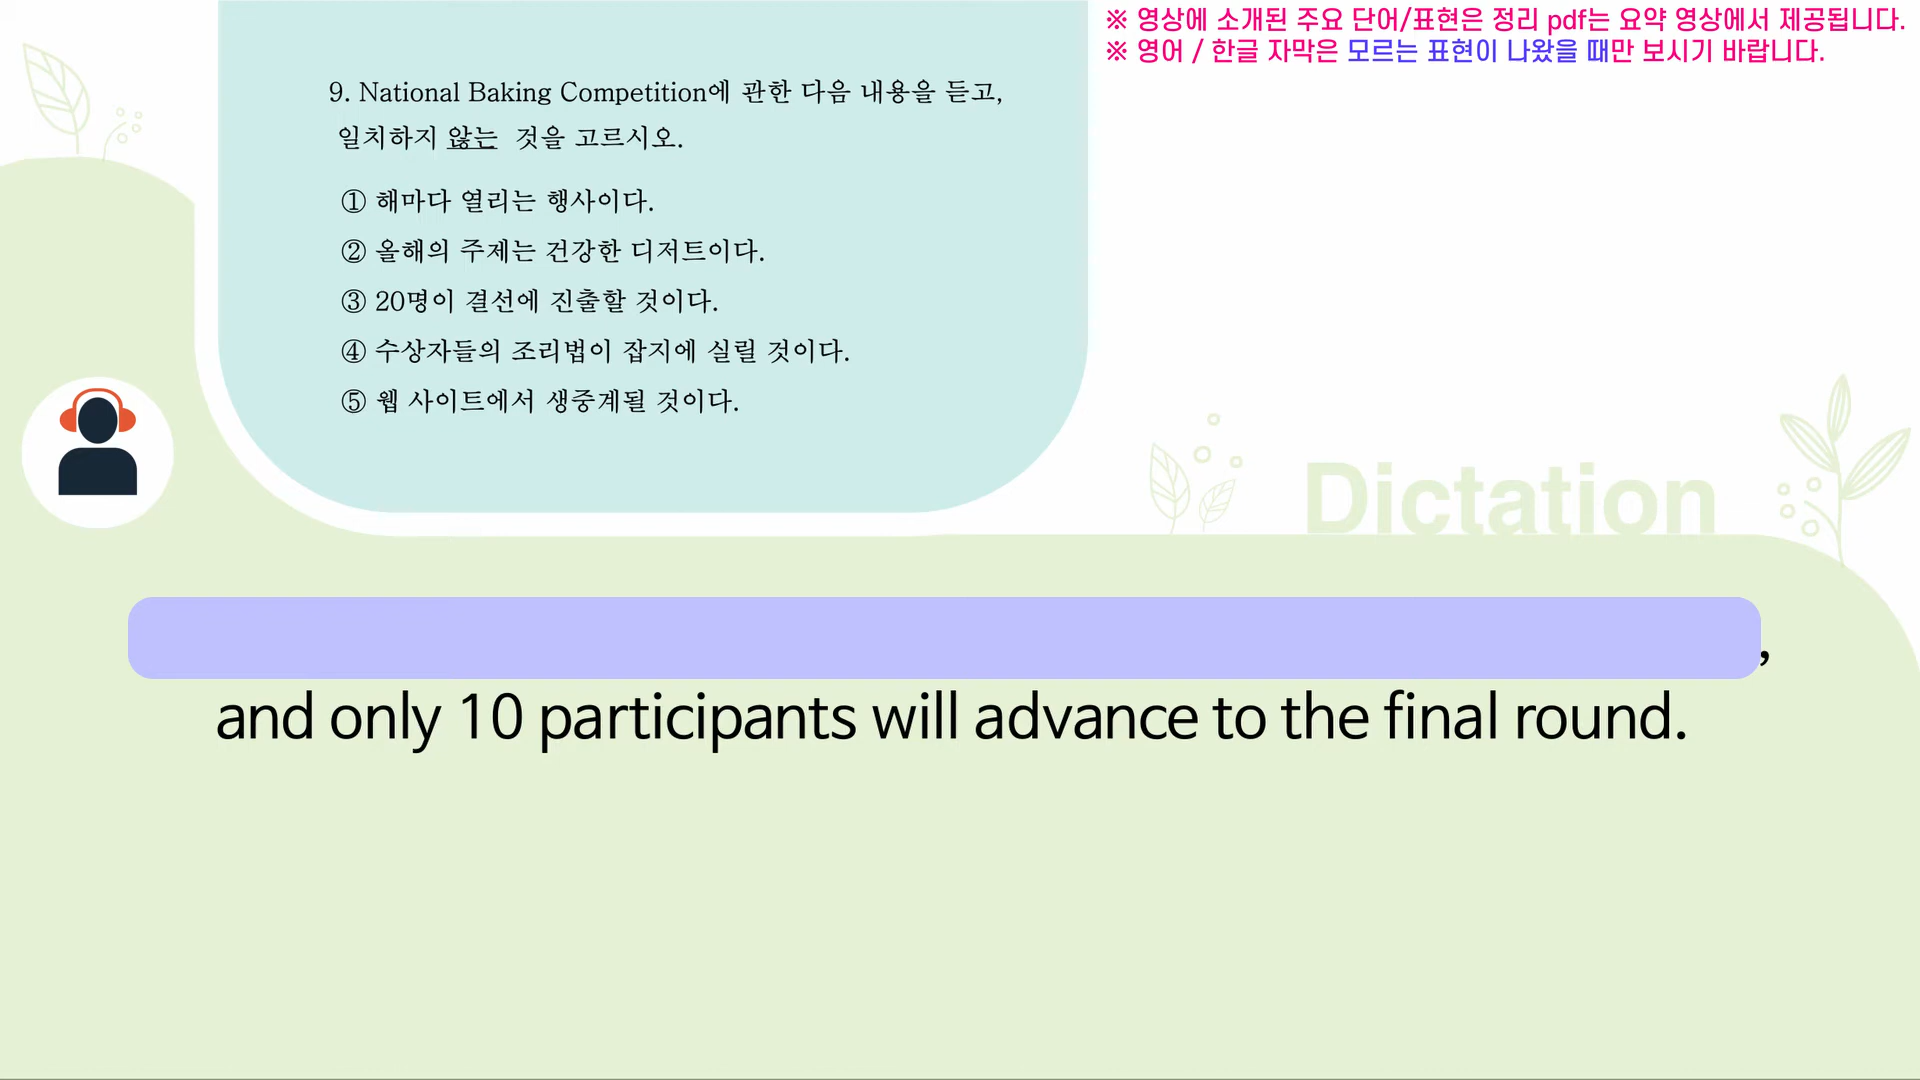 ※ 영상에 소개된 주요 단어/표현은 정리 pdf는 요약 영상에서 제공됩니다.
※ 영어 / 한글 자막은 모르는 표현이 나왔을 때만 보시기 바랍니다.
9. National Baking Competition에 관한 다음 내용을 듣고,
일치하지 않는 것을 고르시오.
① 해마다 열리는 행사이다.
② 올해의 주제는 건강한 디저트이다.
③ 20명이 결선에 진출할 것이다.
④ 수상자들의 조리법이 잡지에 실릴 것이다.
⑤ 웹 사이트에서 생중계될 것이다.
Dictation
,
and only 10 participants will advance to the final round.